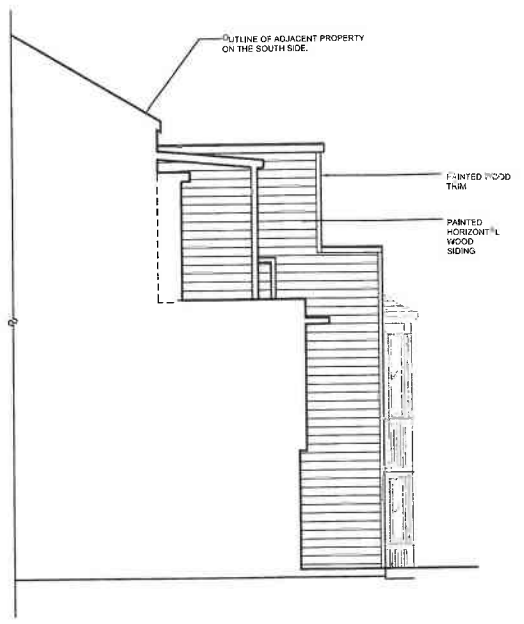 OUTLINE OF ADJACENT PROPERTY
ON THE SOUTH SIDE.
PAINTED WOOD
TRIM
PAINTED
HORIZONTAL
WOOD
SIDING